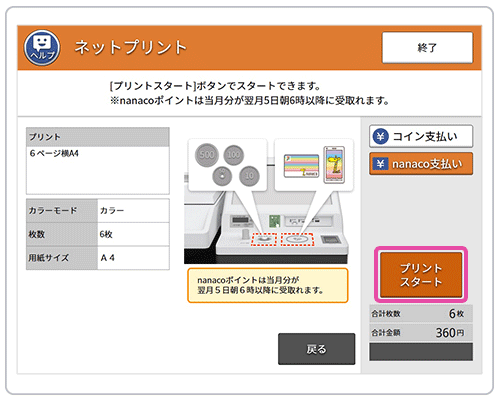 ヘルプ
ネットプリント
終了
[プリントスタート]ボタンでスタートできます。
※nanacoポイントは当月分が翌月5日朝6時以降に受取れます。
プリント
６ページ横A4
カラーモード カラー
枚数 6枚
用紙サイズ Ａ４
500
100
10
nanaco
nanacoポイントは当月分が
翌月５日朝６時以降に受取れます。
コイン支払い
nanaco支払い
プリント
スタート
合計枚数 6枚
合計金額 360円
戻る